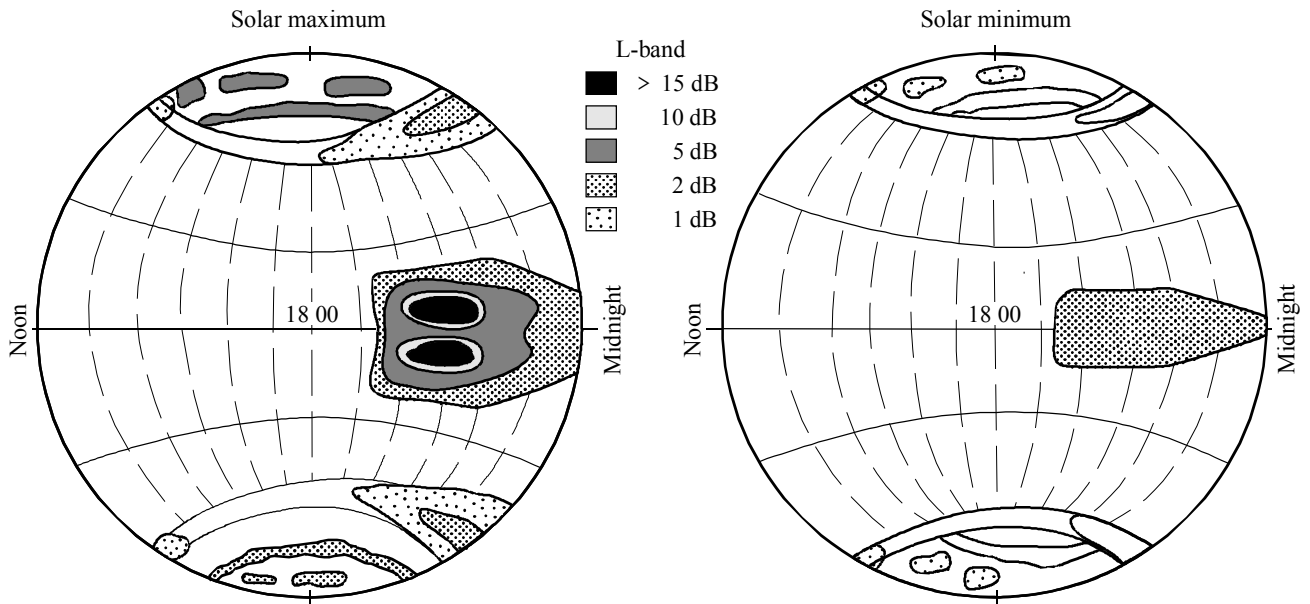 Solar maximum
Solar minimum
L-band
> 15 dB
10 dB
5 dB
2 dB
1 dB
Noon
18 00
Midnight
Noon
18 00
Midnight